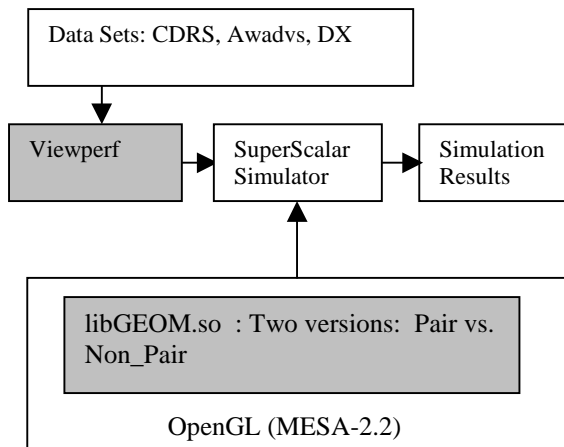 Data Sets: CDRS, Awadvs, DX
Viewperf
SuperScalar
Simulator
Simulation
Results
libGEOM.so : Two versions: Pair vs.
Non_Pair
OpenGL (MESA-2.2)